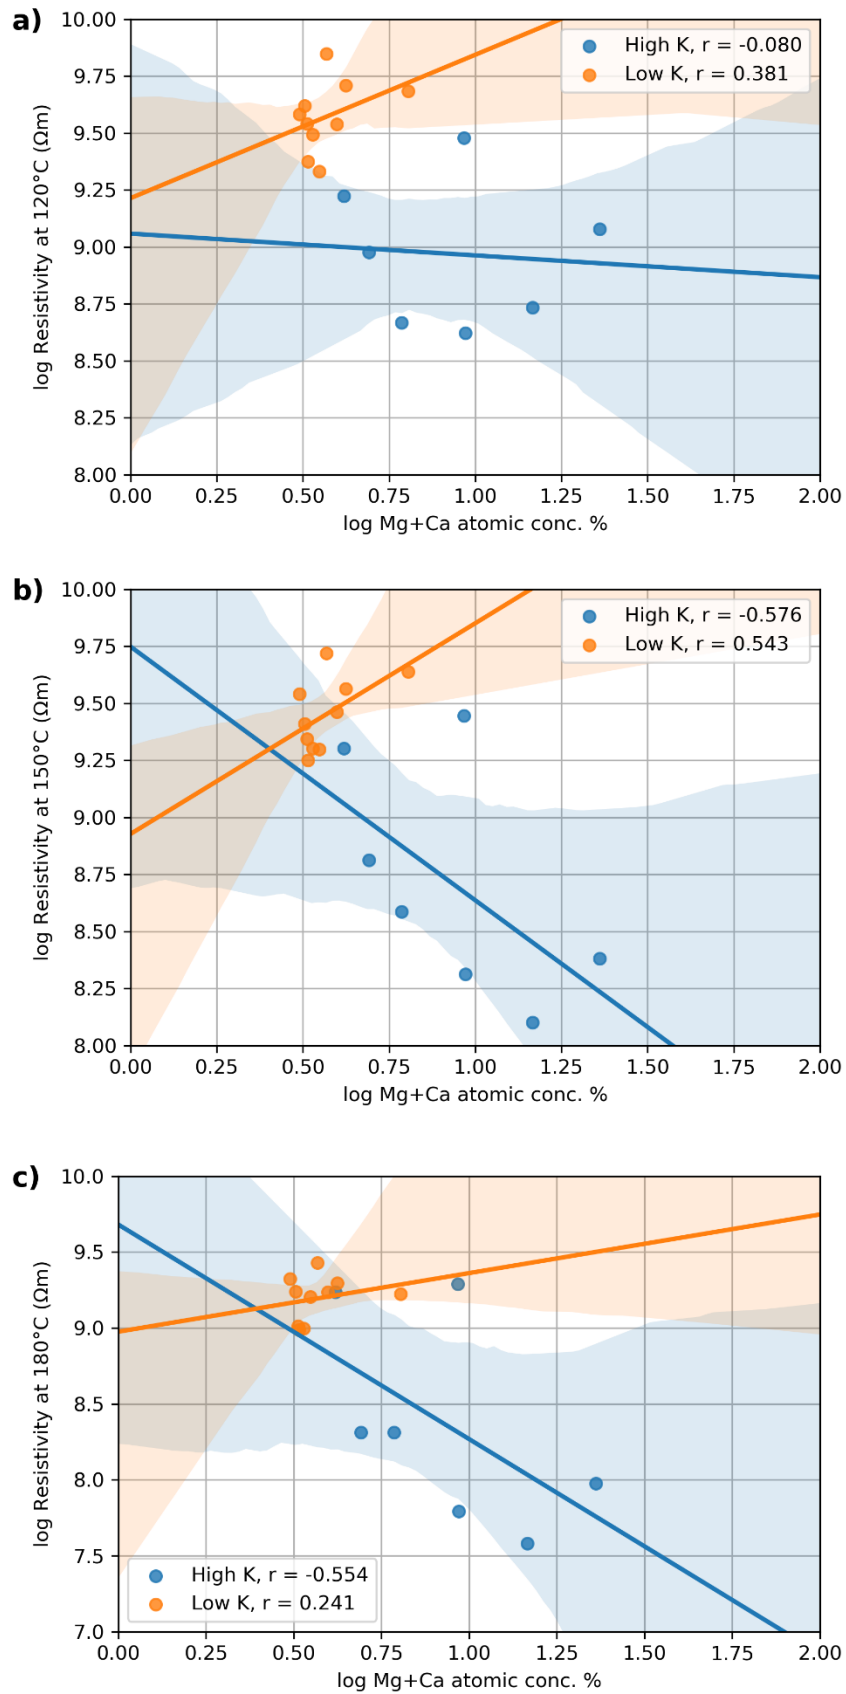 a)
log Resistivity at 120°C (Ωm)
10.00
9.75
9.50
9.25
9.00
8.75
8.50
8.25
8.00
High K, r = -0.080
Low K, r = 0.381
0.00 0.25 0.50 0.75 1.00 1.25 1.50 1.75 2.00
log Mg+Ca atomic conc. %
b)
log Resistivity at 150°C (Ωm)
10.00
9.75
9.50
9.25
9.00
8.75
8.50
8.25
8.00
High K, r = -0.576
Low K, r = 0.543
0.00 0.25 0.50 0.75 1.00 1.25 1.50 1.75 2.00
log Mg+Ca atomic conc. %
c)
log Resistivity at 180°C (Ωm)
10.0
9.5
9.0
8.5
8.0
7.5
7.0
High K, r = -0.554
Low K, r = 0.241
0.00 0.25 0.50 0.75 1.00 1.25 1.50 1.75 2.00
log Mg+Ca atomic conc. %